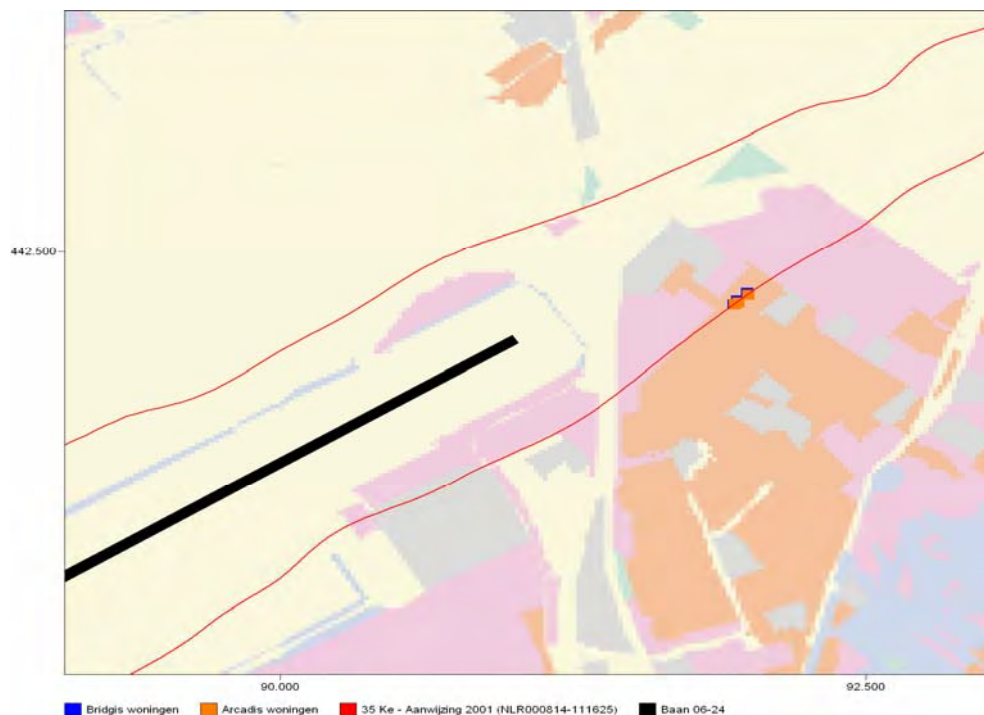 442.500
90.000
92.500
Bridgis woningen
Arcadis woningen
35 Ke - Aanwijzing 2001 (NLR000814-111625)
Baan 06-24